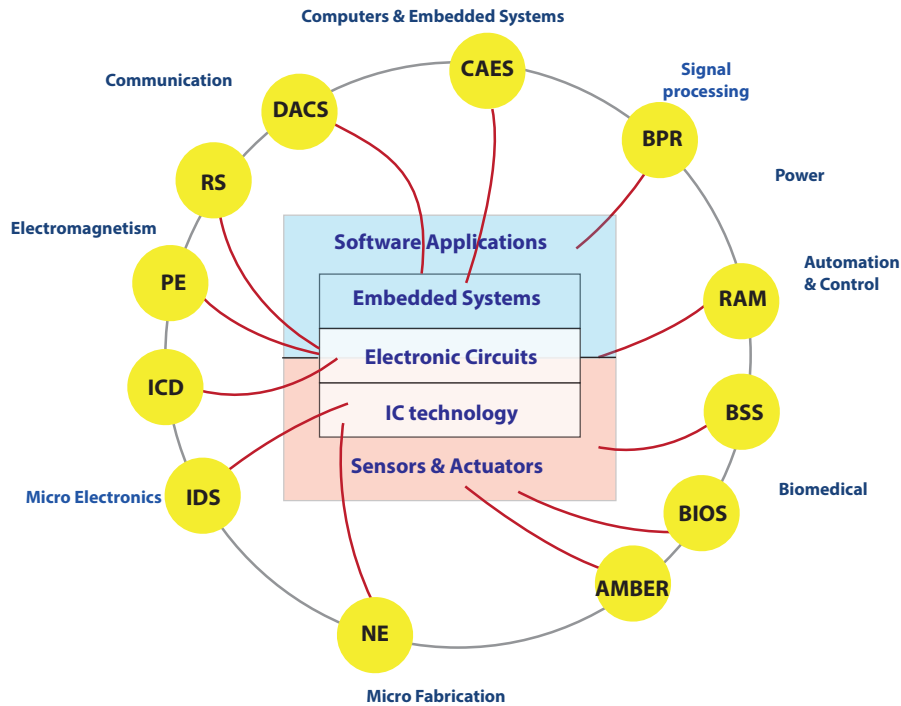 Computers & Embedded Systems
CAES
Communication
DACS
Signal
processing
BPR
RS
Power
Electromagnetism
Software Applications
PE
Automation
& Control
RAM
Embedded Systems
Electronic Circuits
ICD
IC technology
BSS
Sensors & Actuators
Micro Electronics
IDS
Biomedical
BIOS
AMBER
NE
Micro Fabrication